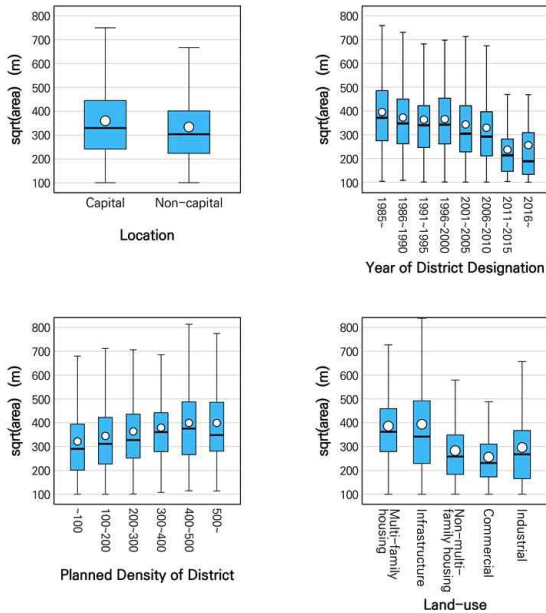 sqrt(area) (m)
800
700
600
500
400
300
200
100
Capital
Non-capital
Location
sqrt(area) (m)
800
700
600
500
400
300
200
100
1985~
1986~1990
1991~1995
1996~2000
2001~2005
2006~2010
2011~2015
2016~
Year of District Designation
sqrt(area) (m)
800
700
600
500
400
300
200
100
~100
100~200
200~300
300~400
400~500
500~
Planned Density of District
sqrt(area) (m)
800
700
600
500
400
300
200
100
Multi-family
housing
Infrastructure
Non-multi-
family housing
Commercial
Industrial
Land-use